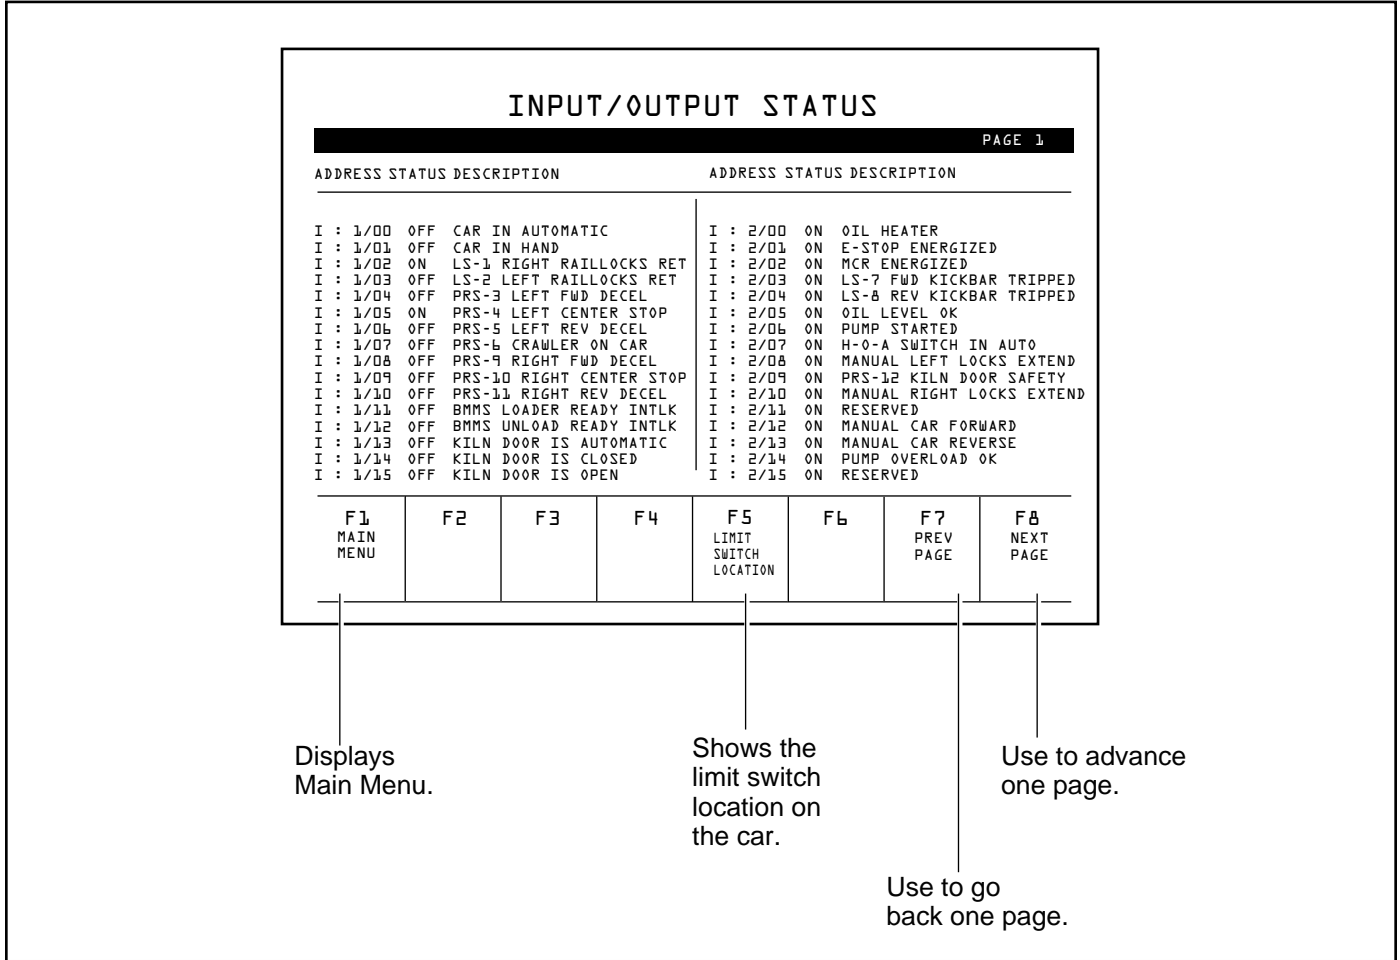 INPUT/OUTPUT STATUS
PAGE 1
ADDRESS STATUS DESCRIPTION
I : 1/00 OFF CAR IN AUTOMATIC
I : 1/01 OFF CAR IN HAND
I : 1/02 ON LS-1 RIGHT RAILLOCKS RET
I : 1/03 OFF LS-2 LEFT RAILLOCKS RET
I : 1/04 OFF PRS-3 LEFT FWD DECEL
I : 1/05 ON PRS-4 LEFT CENTER STOP
I : 1/06 OFF PRS-5 LEFT REV DECEL
I : 1/07 OFF PRS-6 CRAWLER ON CAR
I : 1/08 OFF PRS-9 RIGHT FWD DECEL
I : 1/09 OFF PRS-10 RIGHT CENTER STOP
I : 1/10 OFF PRS-11 RIGHT REV DECEL
I : 1/11 OFF BMMS LOADER READY INTLK
I : 1/12 OFF BMMS UNLOAD READY INTLK
I : 1/13 OFF KILN DOOR IS AUTOMATIC
I : 1/14 OFF KILN DOOR IS CLOSED
I : 1/15 OFF KILN DOOR IS OPEN
ADDRESS STATUS DESCRIPTION
I : 2/00 ON OIL HEATER
I : 2/01 ON E-STOP ENERGIZED
I : 2/02 ON MCR ENERGIZED
I : 2/03 ON LS-7 FWD KICKBAR TRIPPED
I : 2/04 ON LS-8 REV KICKBAR TRIPPED
I : 2/05 ON OIL LEVEL OK
I : 2/06 ON PUMP STARTED
I : 2/07 ON H-O-A SWITCH IN AUTO
I : 2/08 ON MANUAL LEFT LOCKS EXTEND
I : 2/09 ON PRS-12 KILN DOOR SAFETY
I : 2/10 ON MANUAL RIGHT LOCKS EXTEND
I : 2/11 ON RESERVED
I : 2/12 ON MANUAL CAR FORWARD
I : 2/13 ON MANUAL CAR REVERSE
I : 2/14 ON PUMP OVERLOAD OK
I : 2/15 ON RESERVED
F1
MAIN
MENU
F2
F3
F4
F5
LIMIT
SWITCH
LOCATION
F6
F7
PREV
PAGE
F8
NEXT
PAGE
Displays
Main Menu.
Shows the
limit switch
location on
the car.
Use to advance
one page.
Use to go
back one page.